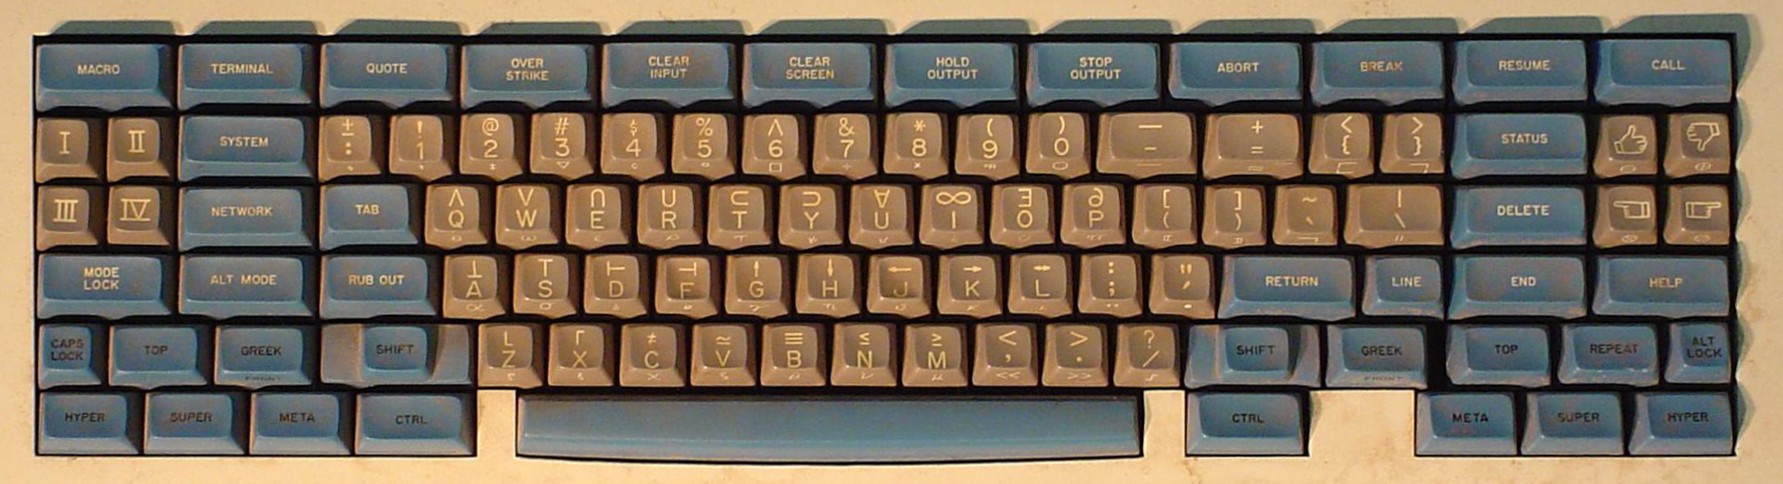 MACRO TERMINAL QUOTE OVER STRIKE CLEAR INPUT CLEAR SCREEN HOLD OUTPUT STOP OUTPUT ABORT BREAK RESUME CALL
I II SYSTEM ± : ! 1 @ 2 # 3 $ 4 % 5 ^ 6 & 7 * 8 ( 9 ) 0 — - + = < { > } STATUS 👍 👎
III IV NETWORK TAB ∧ Q ∨ W ∩ E ∪ R ⊂ T ⊃ Y ∀ U ∞ I ∃ O ∂ P [ ( ] ) ~ ` | \ DELETE ☜ ☞
MODE LOCK ALT MODE RUB OUT ⊥ A ⊤ S ⊢ D ⊣ F ↑ G ↓ H ← J → K ↔ L : ; " ' RETURN LINE END HELP
CAPS LOCK TOP GREEK SHIFT ⌊ Z ⌈ X ≠ C ≃ V ≡ B ≤ N ≥ M < , > . ? / SHIFT GREEK TOP REPEAT ALT LOCK
FRONT << >> FRONT
HYPER SUPER META CTRL CTRL META SUPER HYPER